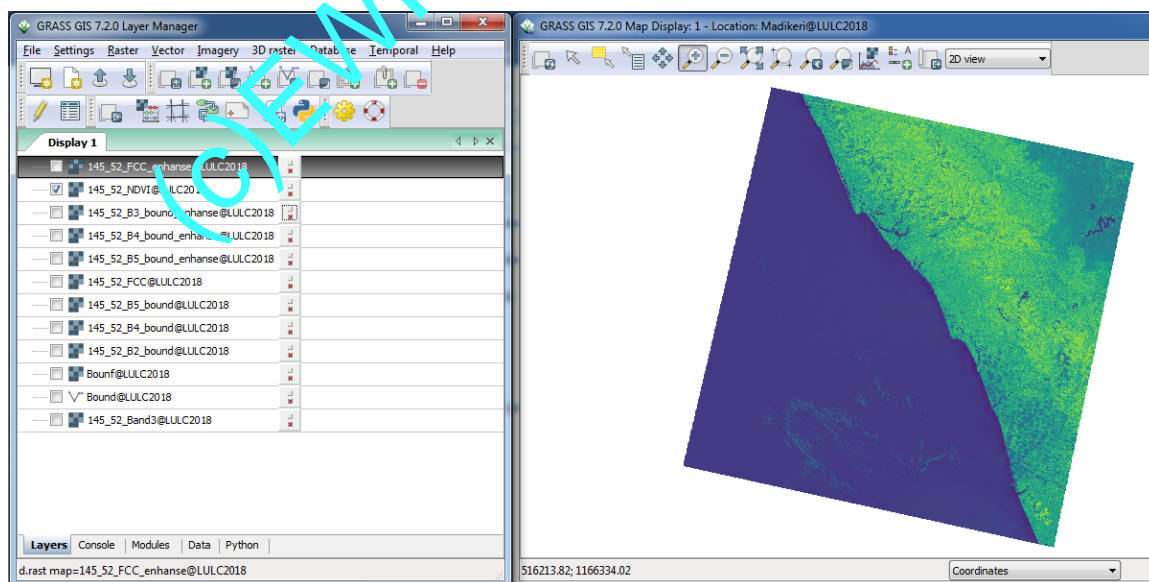 GRASS GIS 7.2.0 Layer Manager
File Settings Raster Vector Imagery 3D raster Database Temporal Help
Display 1
145_52_FCC_enhanse@LULC2018
145_52_NDVI@LULC2018
145_52_B3_bound_enhanse@LULC2018
145_52_B4_bound_enhanse@LULC2018
145_52_B5_bound_enhanse@LULC2018
145_52_FCC@LULC2018
145_52_B5_bound@LULC2018
145_52_B4_bound@LULC2018
145_52_B2_bound@LULC2018
Bounf@LULC2018
Bound@LULC2018
145_52_Band3@LULC2018
Layers Console Modules Data Python
d.rast map=145_52_FCC_enhanse@LULC2018
GRASS GIS 7.2.0 Map Display: 1 - Location: Madikeri@LULC2018
2D view
516213.82; 1166334.02
Coordinates